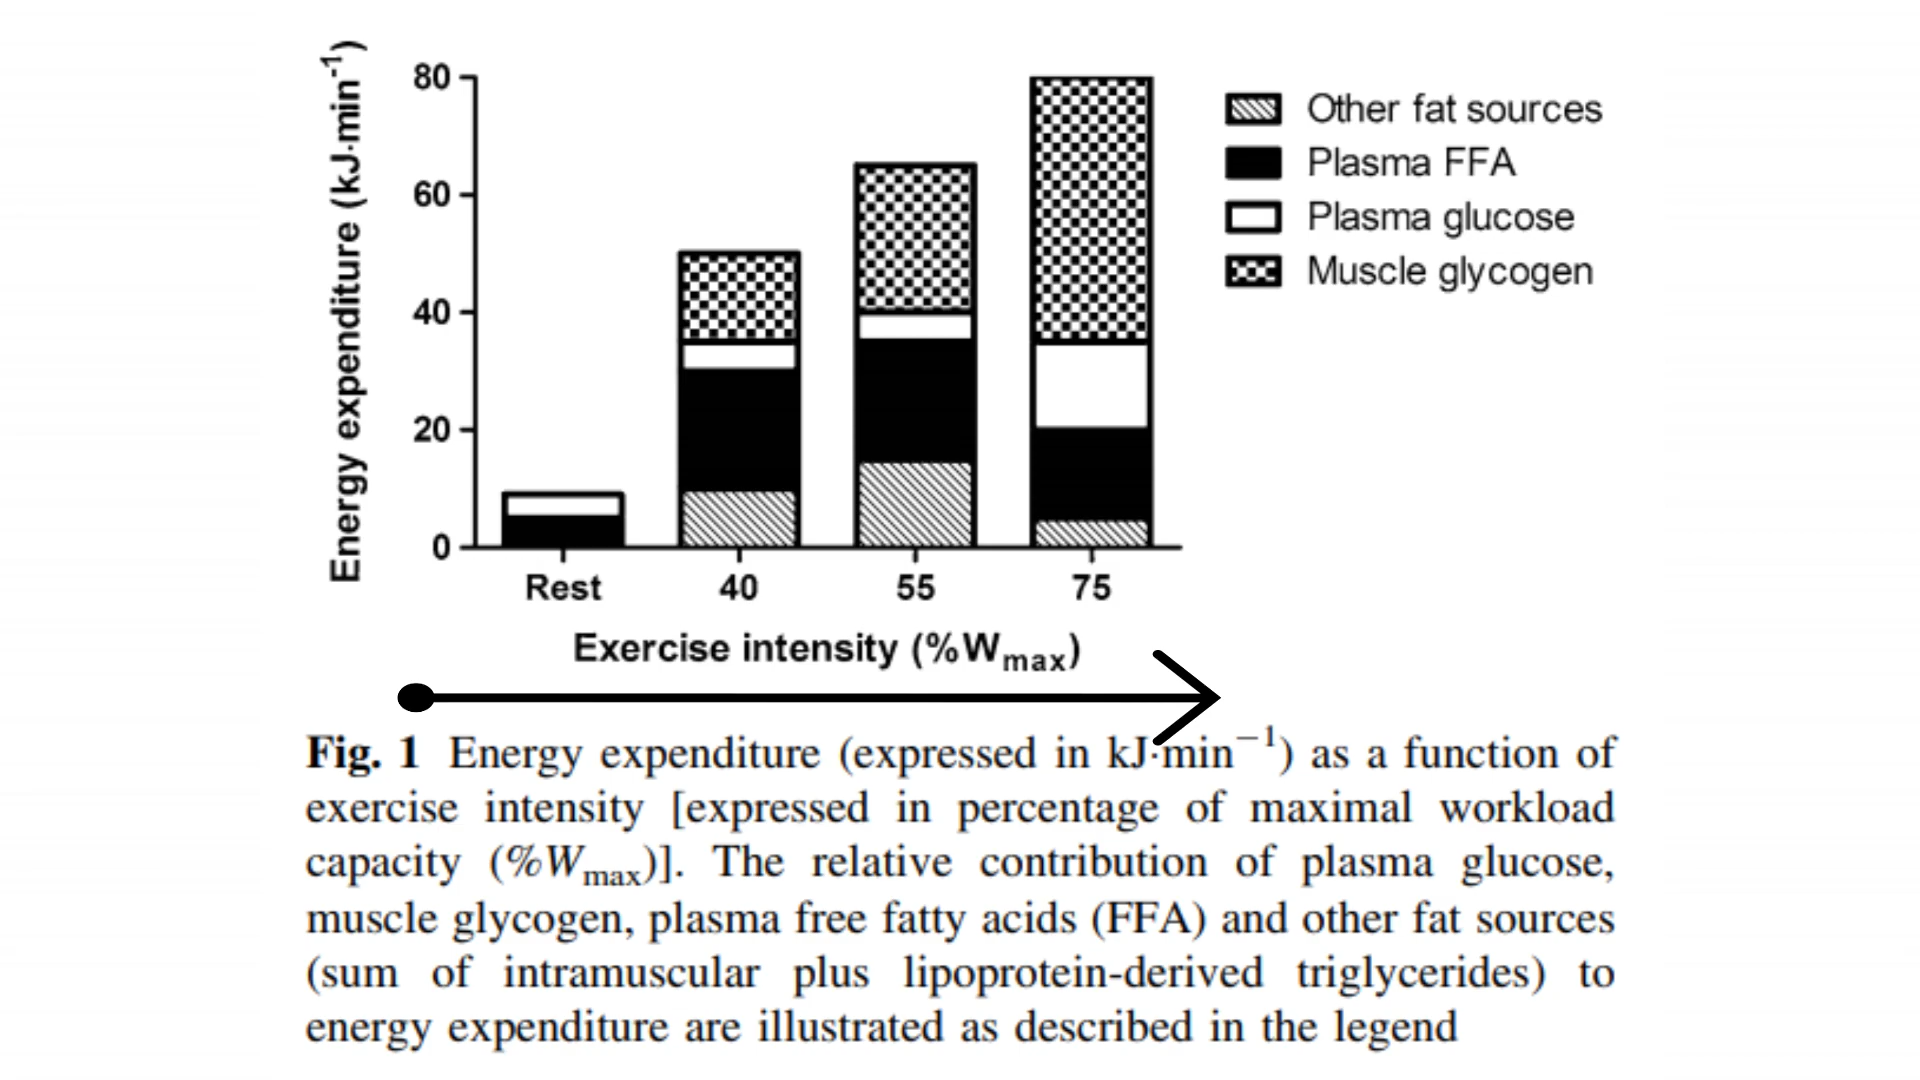 Energy expenditure (kJ·min⁻¹)
80
60
40
20
0
Rest 40 55 75
Exercise intensity (%Wmax)
Other fat sources
Plasma FFA
Plasma glucose
Muscle glycogen
Fig. 1 Energy expenditure (expressed in kJ·min⁻¹) as a function of
exercise intensity [expressed in percentage of maximal workload
capacity (%Wmax)]. The relative contribution of plasma glucose,
muscle glycogen, plasma free fatty acids (FFA) and other fat sources
(sum of intramuscular plus lipoprotein-derived triglycerides) to
energy expenditure are illustrated as described in the legend